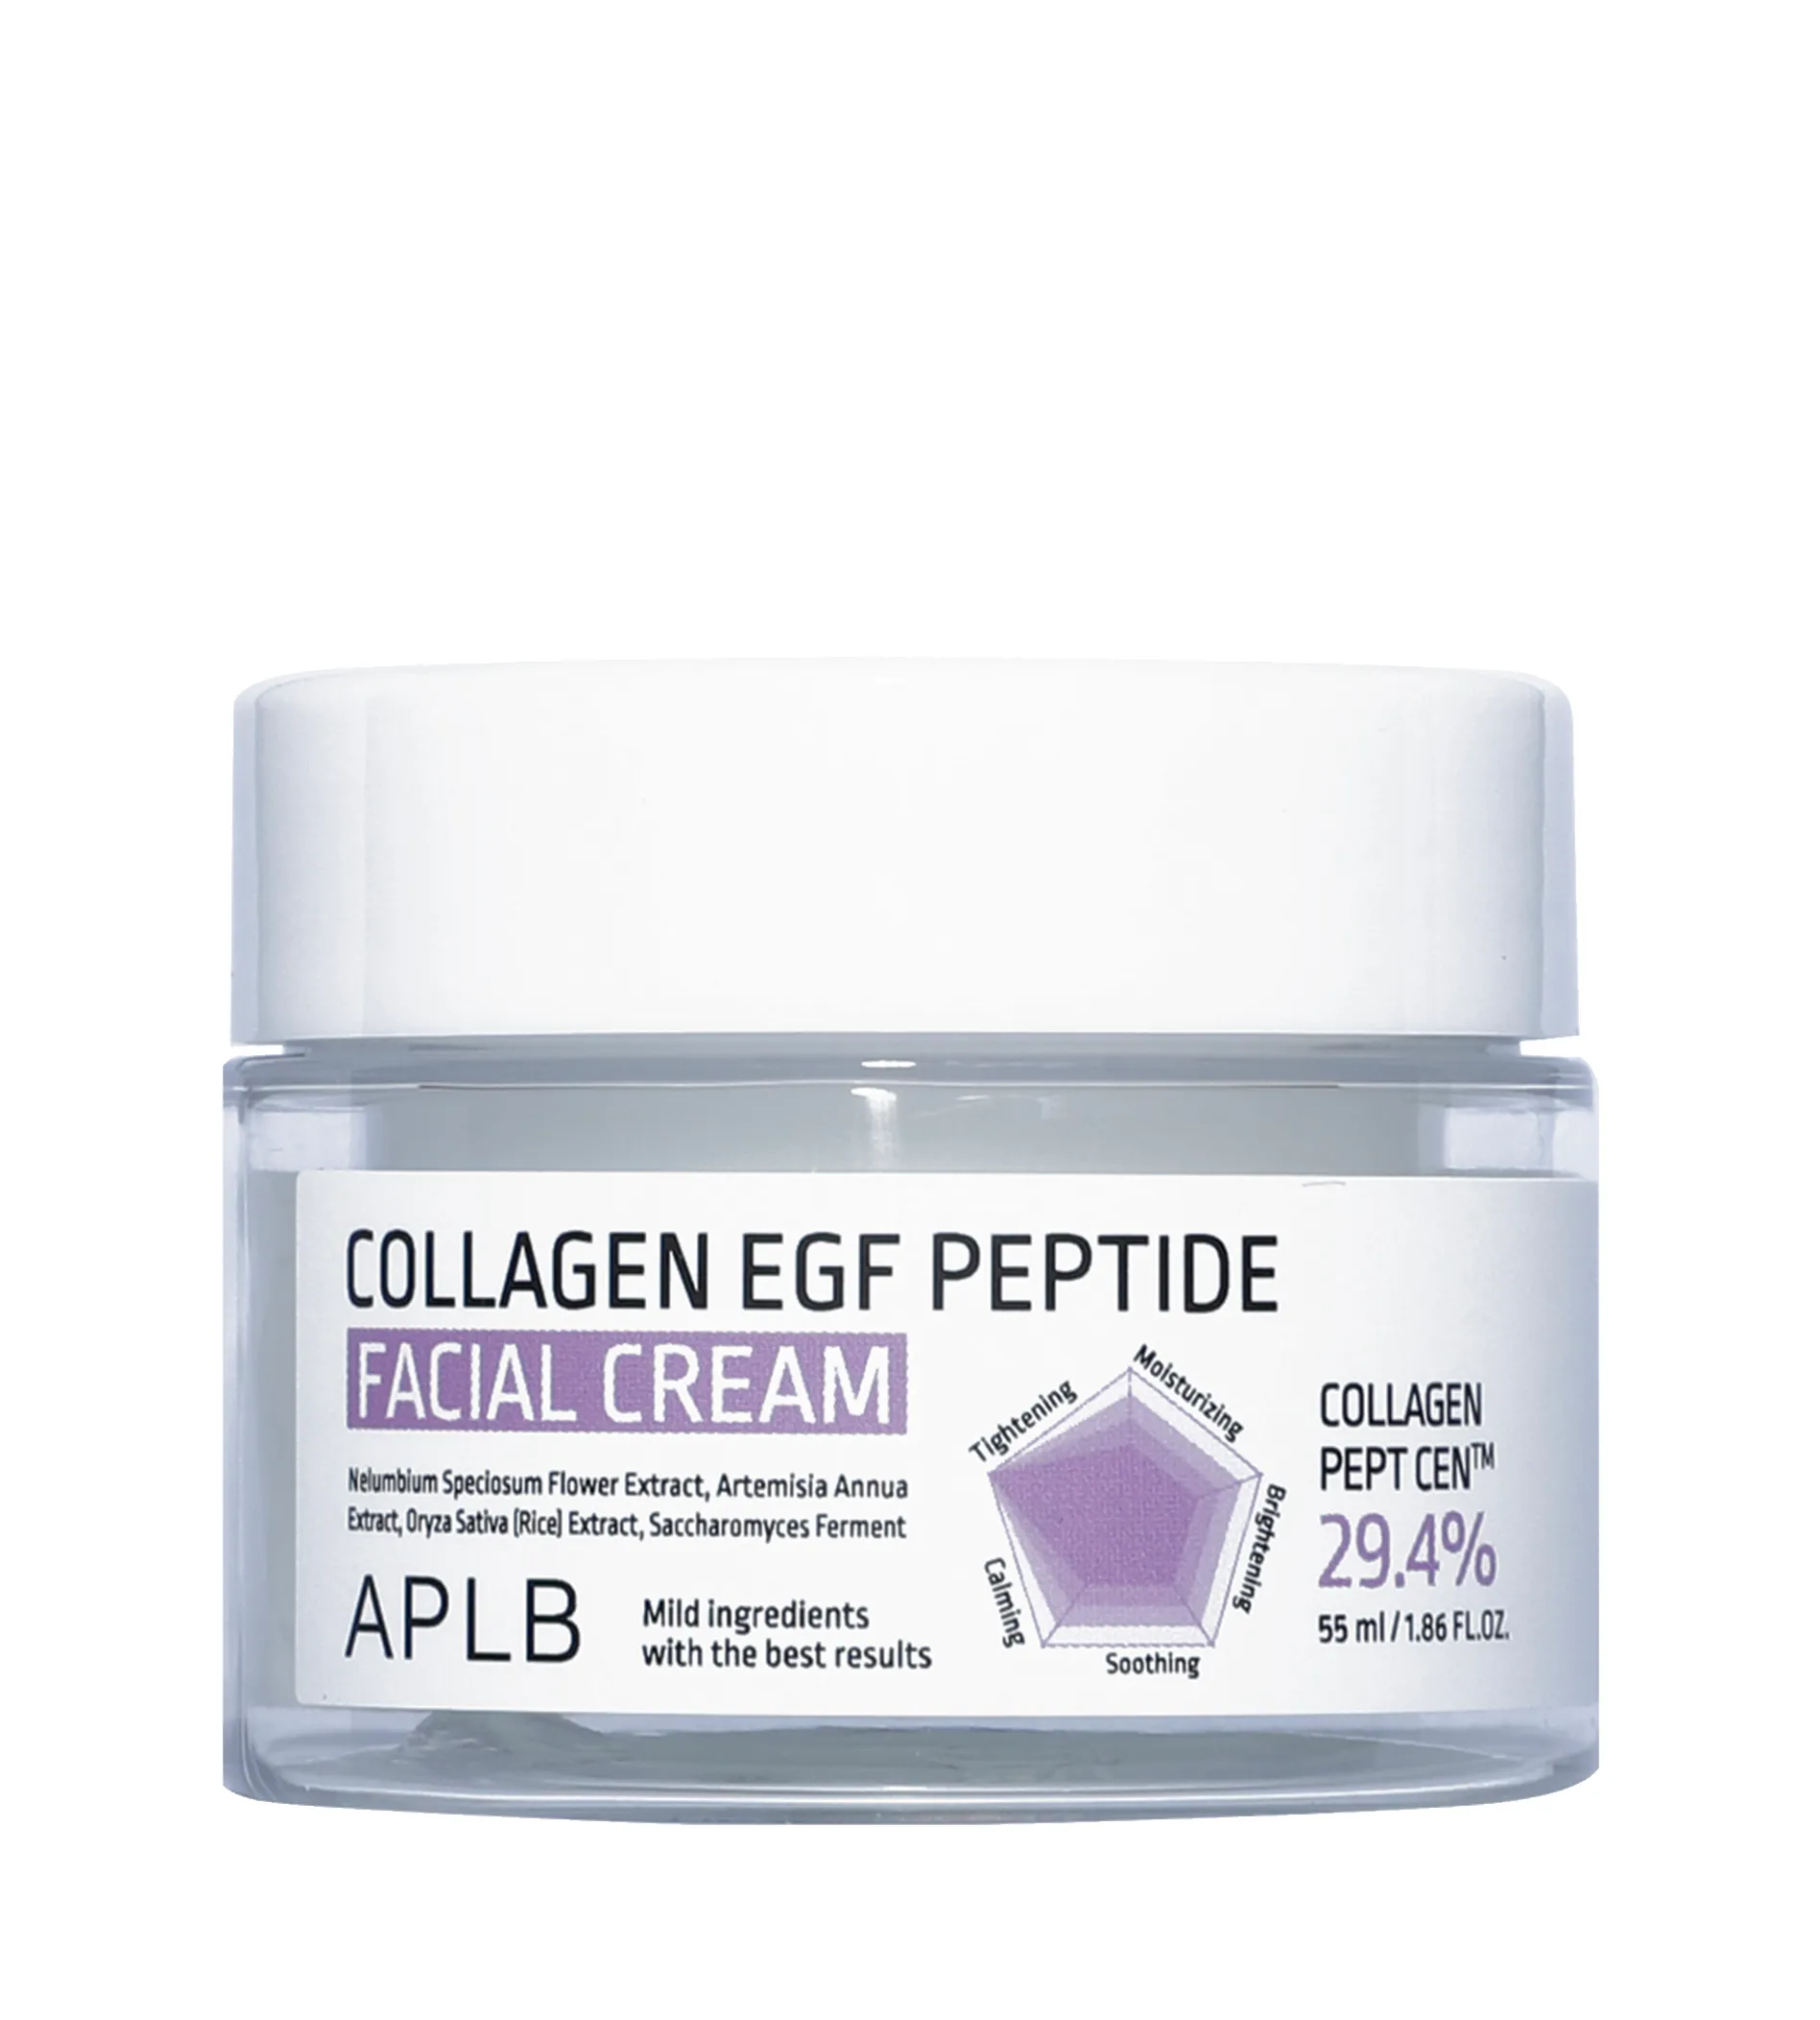 COLLAGEN EGF PEPTIDE
FACIAL CREAM
Nelumbium Speciosum Flower Extract, Artemisia Annua
Extract, Oryza Sativa (Rice) Extract, Saccharomyces Ferment
APLB
Mild ingredients
with the best results
Tightening
Moisturizing
Brightening
Calming
Soothing
COLLAGEN
PEPT CEN™
29.4%
55 ml / 1.86 FL.OZ.